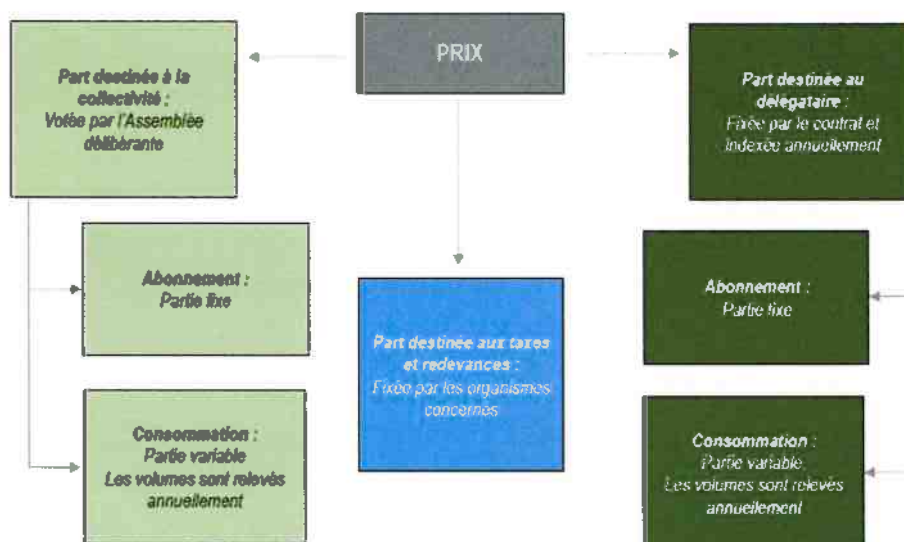 PRIX
Part destinée à la
collectivité :
Votée par l'Assemblée
délibérante
Part destinée au
délégataire :
Fixée par le contrat et
indexée annuellement
Abonnement :
Partie fixe
Abonnement :
Partie fixe
Part destinée aux taxes
et redevances :
Fixée par les organismes
concernés
Consommation :
Partie variable
Les volumes sont relevés
annuellement
Consommation :
Partie variable
Les volumes sont relevés
annuellement